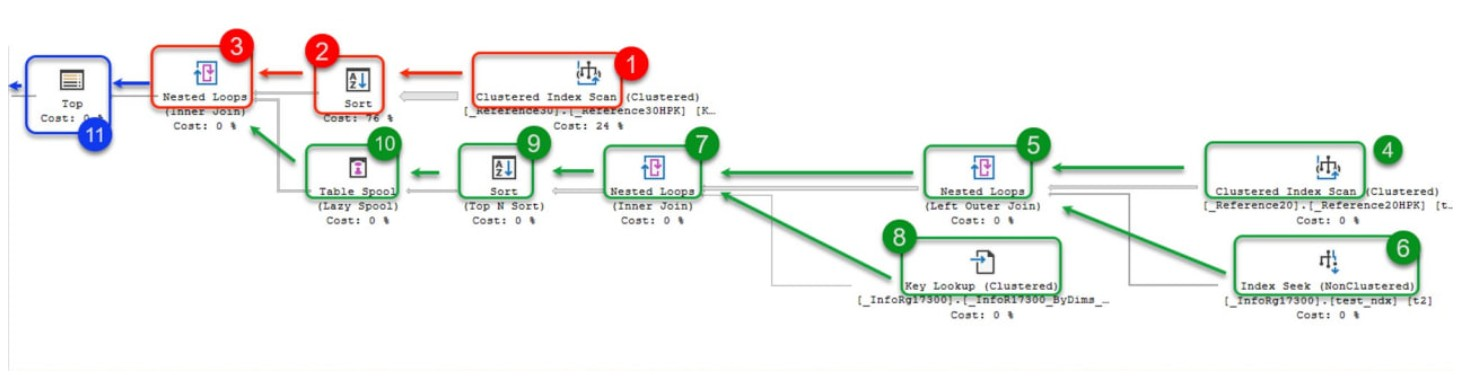 3
2
1
Top
Cost: 0 %
11
Nested Loops
(Inner Join)
Cost: 0 %
Sort
Cost: 76 %
Clustered Index Scan (Clustered)
[_Reference30].[_Reference30HPK] [K…
Cost: 24 %
10
9
7
5
4
Table Spool
(Lazy Spool)
Cost: 0 %
Sort
(Top N Sort)
Cost: 0 %
Nested Loops
(Inner Join)
Cost: 0 %
Nested Loops
(Left Outer Join)
Cost: 0 %
Clustered Index Scan (Clustered)
[_Reference20].[_Reference20HPK] [t…
Cost: 0 %
8
6
Key Lookup (Clustered)
[_InfoRg17300].[_InfoR17300_ByDims_…
Cost: 0 %
Index Seek (NonClustered)
[_InfoRg17300].[test_ndx] [t2]
Cost: 0 %